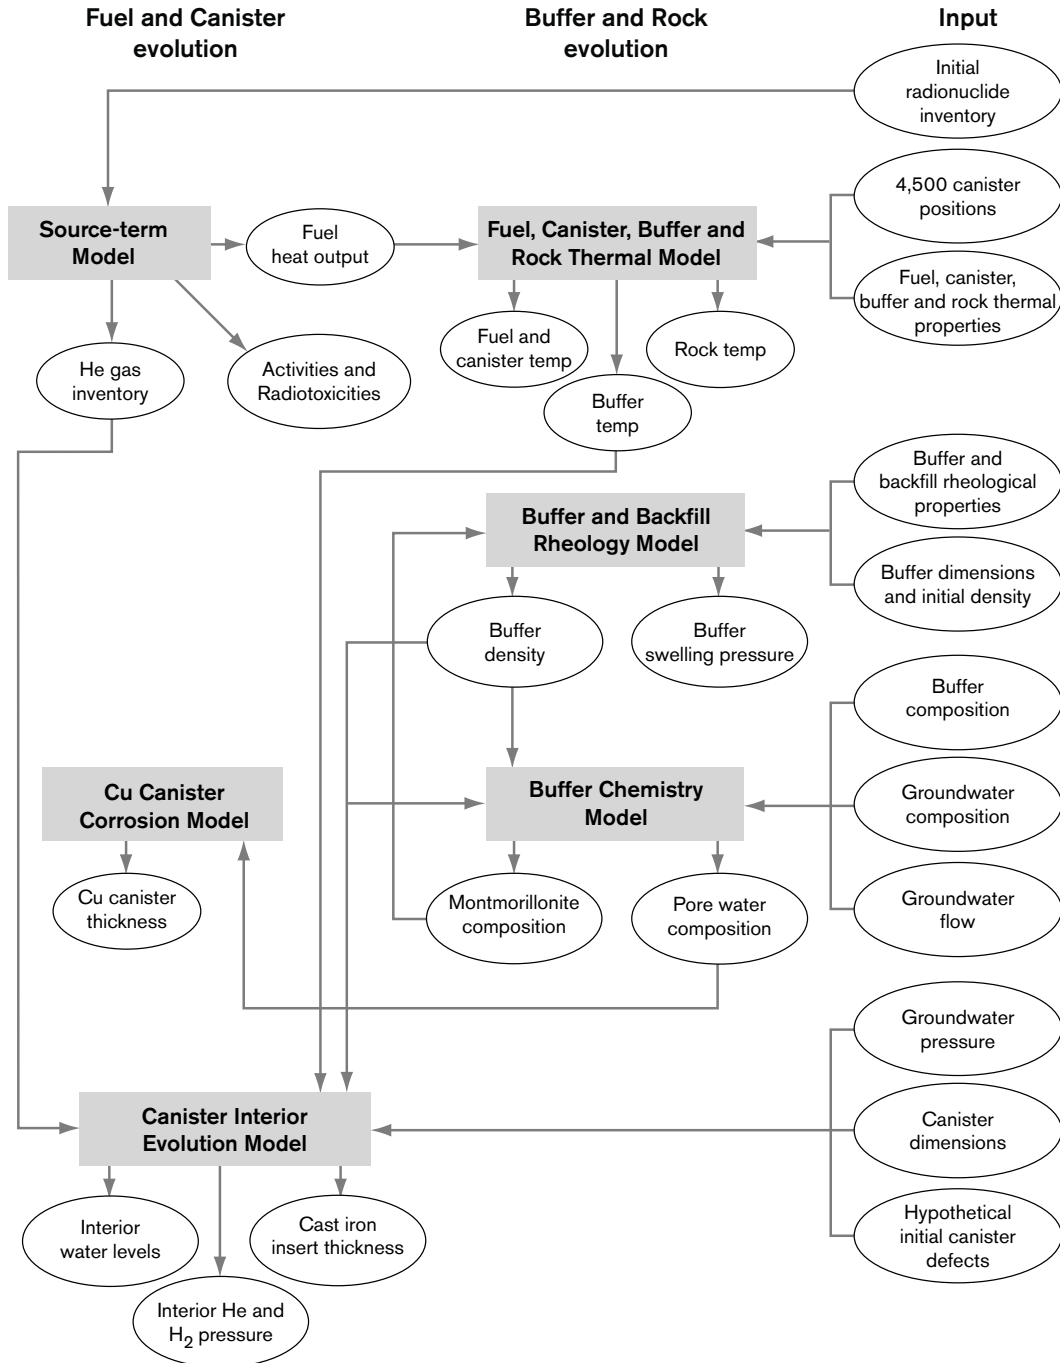 Fuel and Canister
evolution
Buffer and Rock
evolution
Input
Initial
radionuclide
inventory
4,500 canister
positions
Source-term
Model
Fuel
heat output
Fuel, Canister, Buffer and
Rock Thermal Model
Fuel, canister,
buffer and rock thermal
properties
Fuel and
canister temp
Rock temp
He gas
inventory
Activities and
Radiotoxicities
Buffer
temp
Buffer and
backfill rheological
properties
Buffer and Backfill
Rheology Model
Buffer dimensions
and initial density
Buffer
density
Buffer
swelling pressure
Buffer
composition
Cu Canister
Corrosion Model
Buffer Chemistry
Model
Groundwater
composition
Cu canister
thickness
Montmorillonite
composition
Pore water
composition
Groundwater
flow
Groundwater
pressure
Canister Interior
Evolution Model
Canister
dimensions
Interior
water levels
Cast iron
insert thickness
Hypothetical
initial canister
defects
Interior He and
H2 pressure